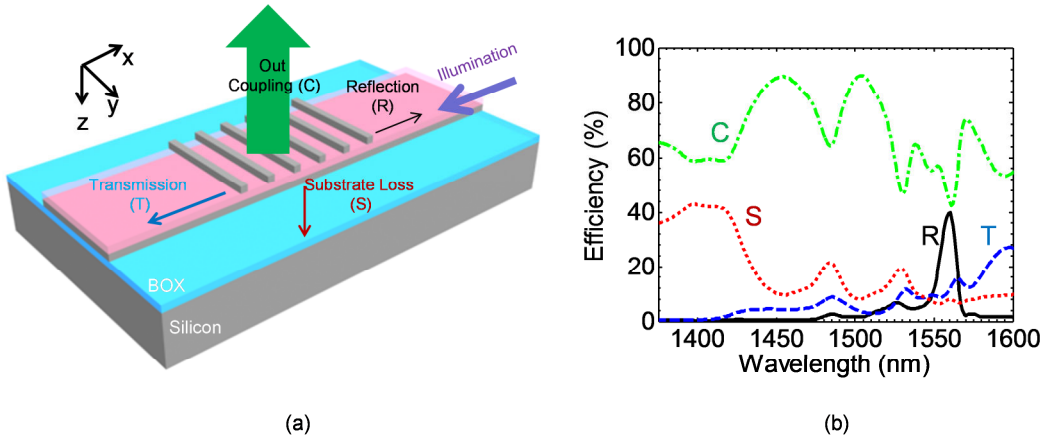 x
y
z
Out
Coupling (C)
Reflection
(R)
Illumination
Transmission
(T)
Substrate Loss
(S)
BOX
Silicon
(a)
Efficiency (%)
100
80
60
40
20
0
C
S
R
T
1400
1450
1500
1550
1600
Wavelength (nm)
(b)